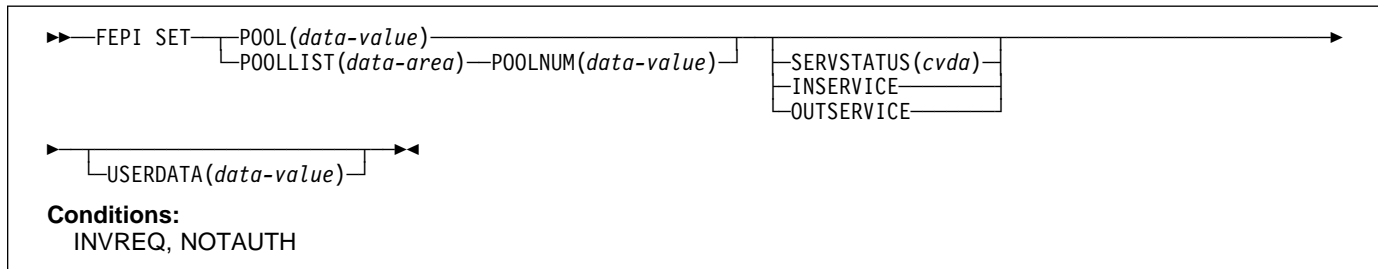 FEPI SET POOL(data-value)
POOLLIST(data-area) POOLNUM(data-value) SERVSTATUS(cvda)
INSERVICE
OUTSERVICE
USERDATA(data-value)
Conditions:
INVREQ, NOTAUTH